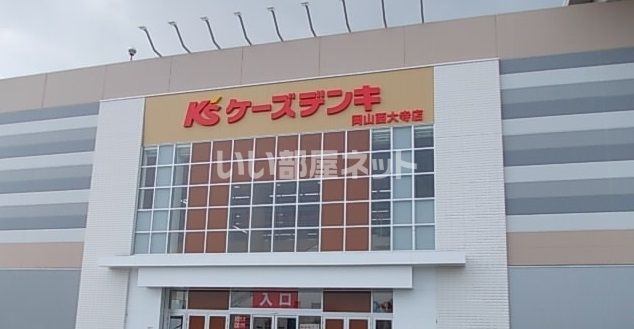 K's ケーズデンキ
岡山西大寺店
いい部屋ネット
入口